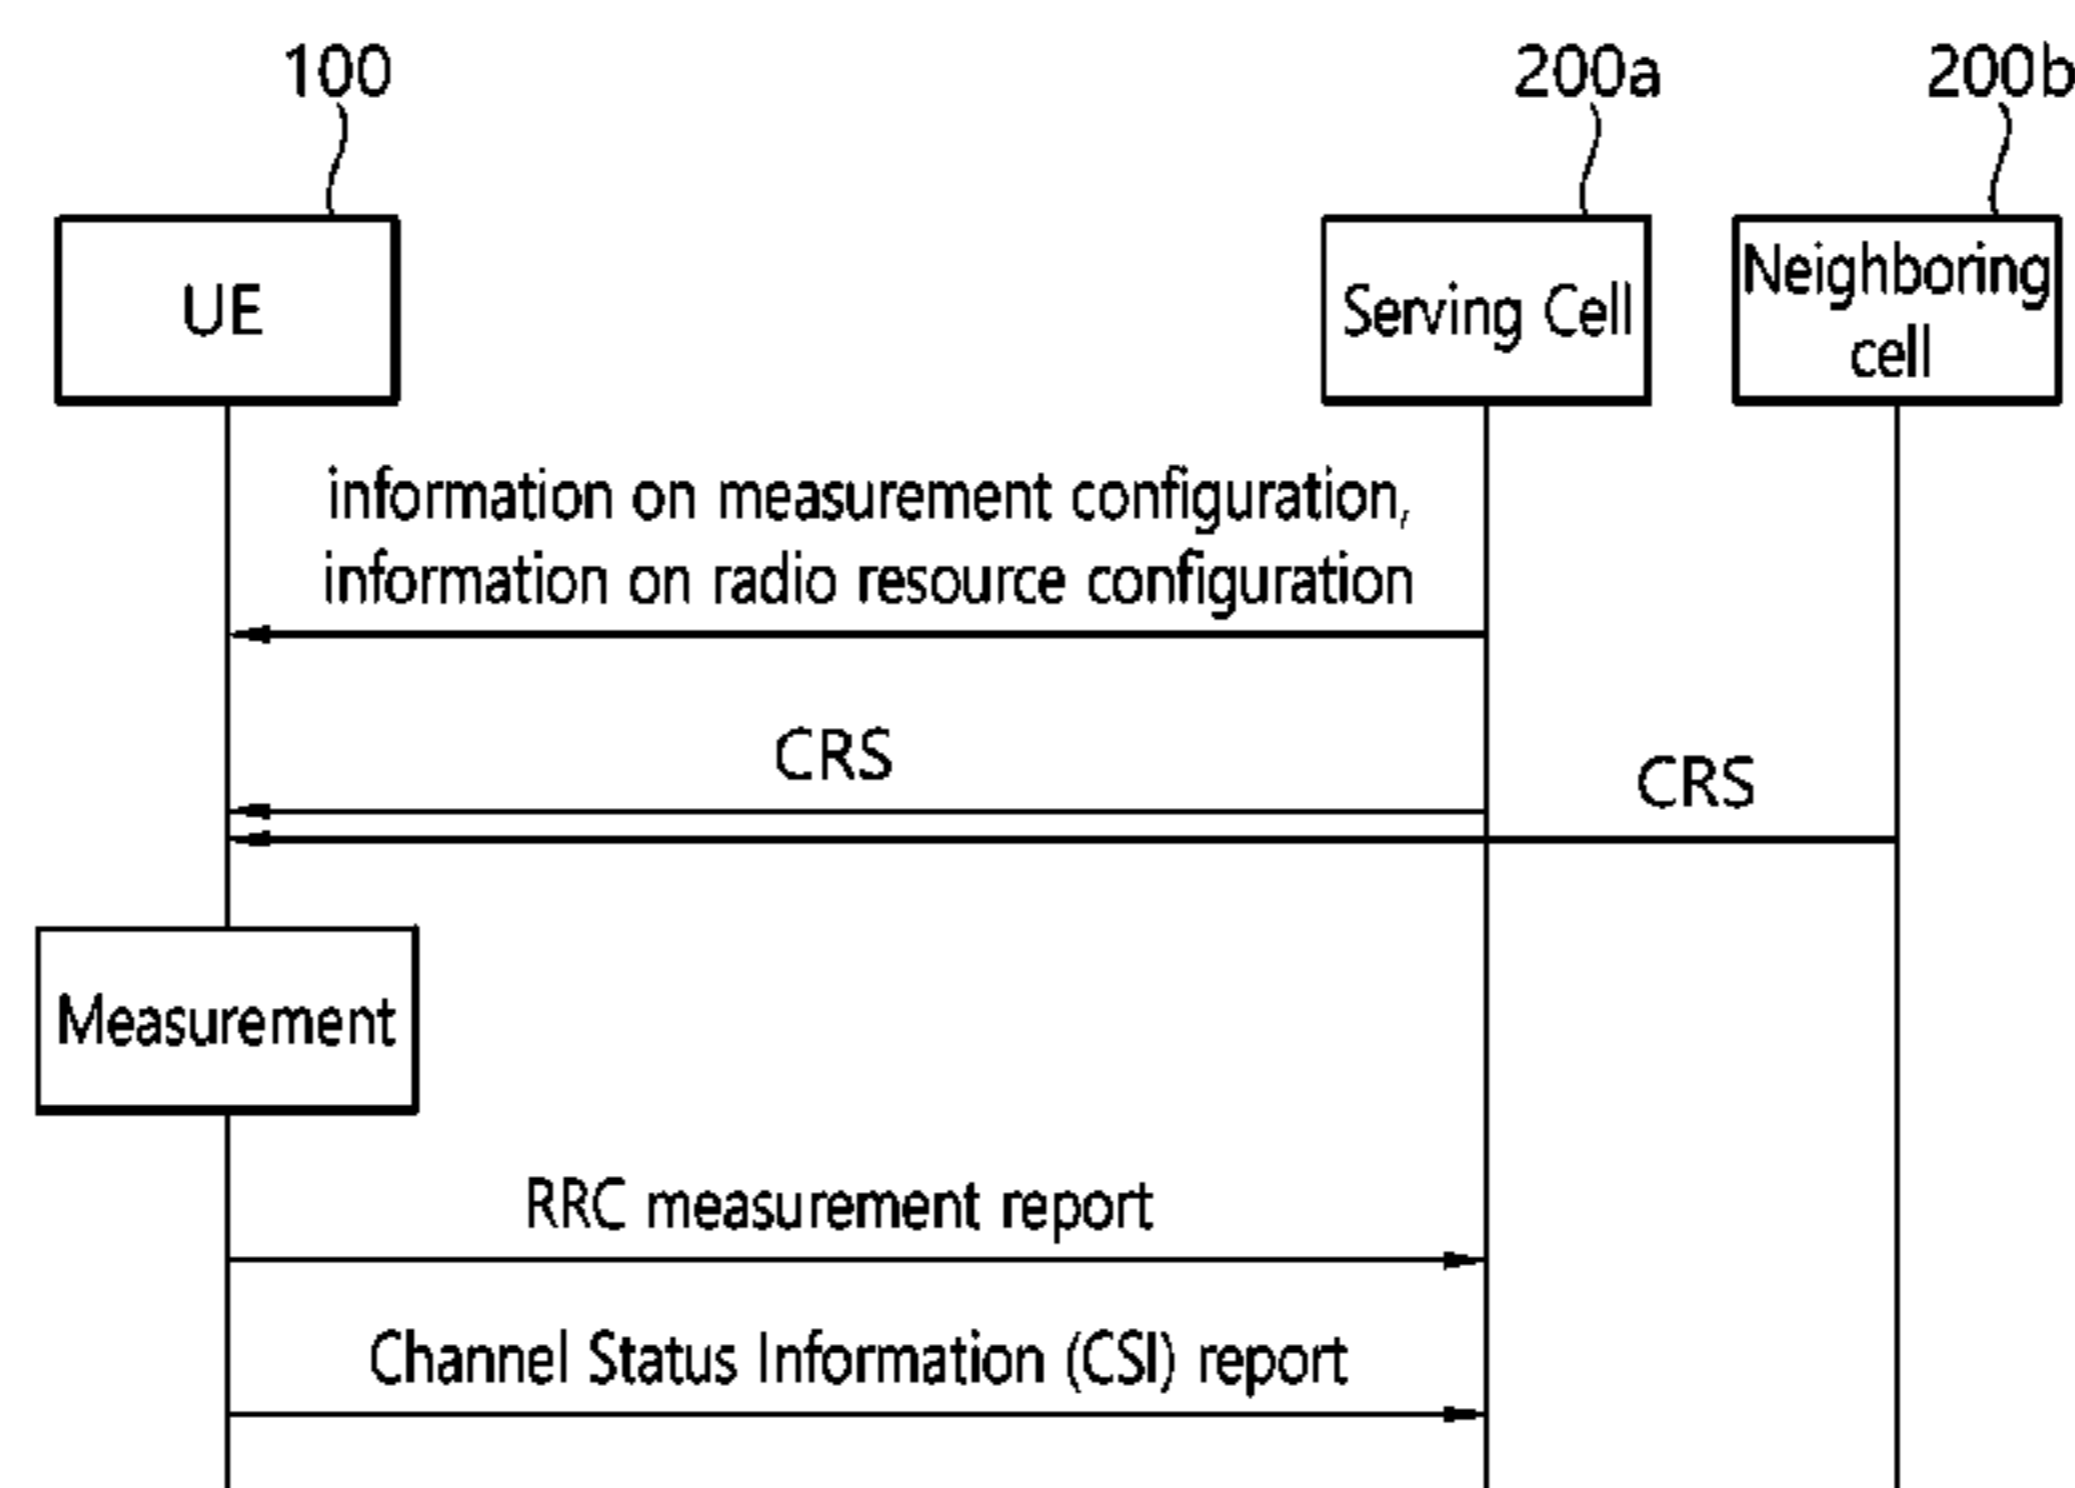 100
200a
200b
UE
Serving Cell
Neighboring
cell
information on measurement configuration,
information on radio resource configuration
CRS
CRS
Measurement
RRC measurement report
Channel Status Information (CSI) report